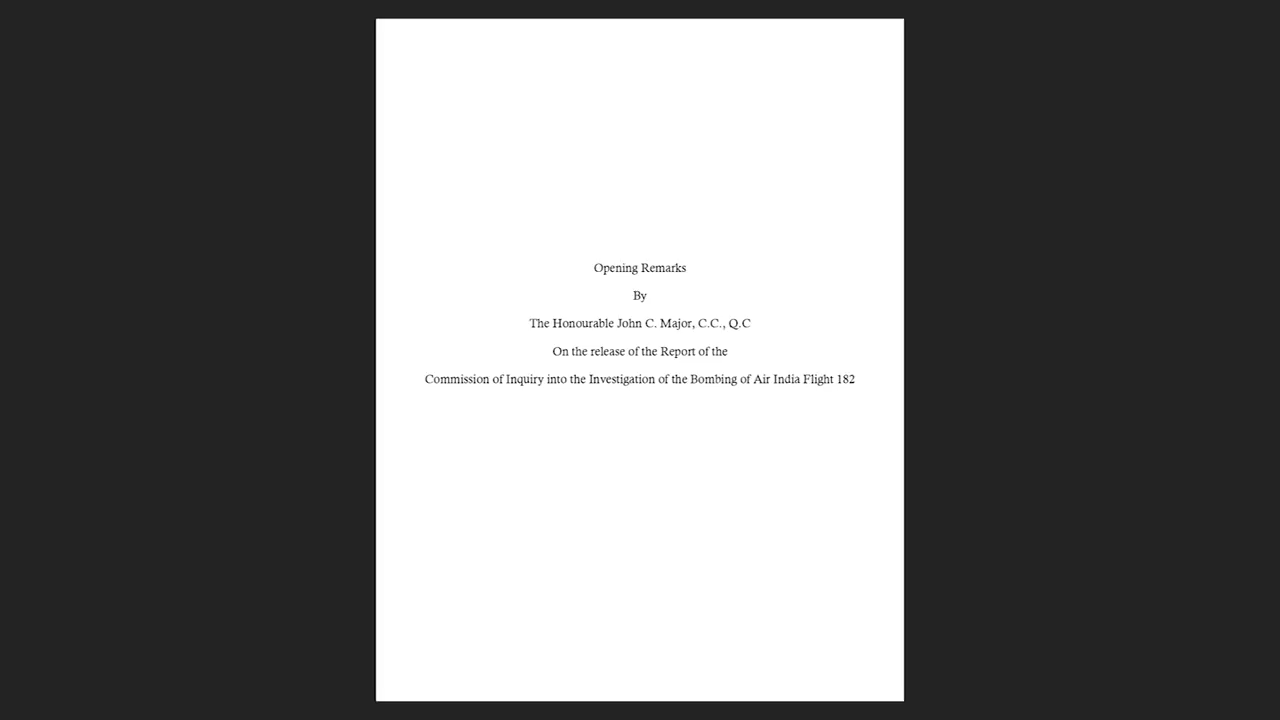 Opening Remarks
By
The Honourable John C. Major, C.C., Q.C
On the release of the Report of the
Commission of Inquiry into the Investigation of the Bombing of Air India Flight 182